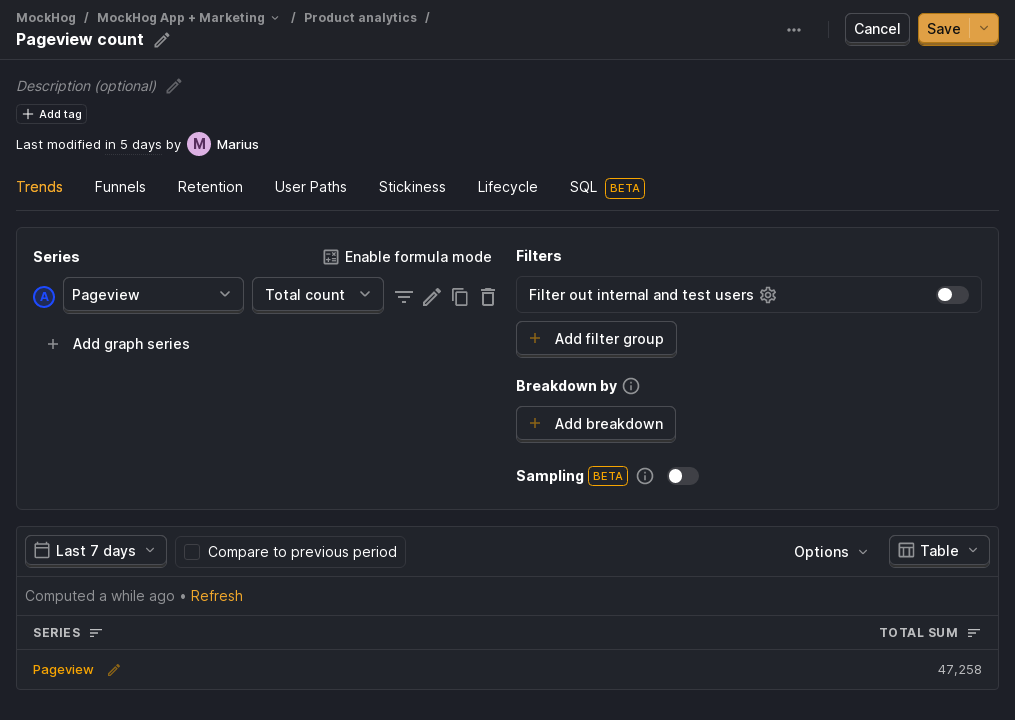 MockHog / MockHog App + Marketing / Product analytics /
Pageview count
Cancel
Save
Description (optional)
Add tag
Last modified in 5 days by M Marius
Trends
Funnels
Retention
User Paths
Stickiness
Lifecycle
SQL BETA
Series
Enable formula mode
A
Pageview
Total count
Add graph series
Filters
Filter out internal and test users
Add filter group
Breakdown by
Add breakdown
Sampling BETA
Last 7 days
Compare to previous period
Options
Table
Computed a while ago • Refresh
SERIES
TOTAL SUM
Pageview
47,258